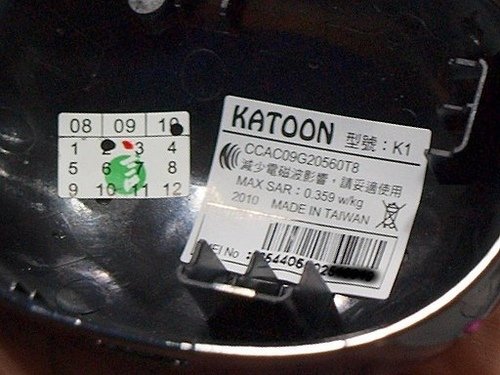 08 09 10
1 2 3 4
5 6 7 8
9 10 11 12
KATOON 型號：K1
CCAC09G20560T8
減少電磁波影響，請妥適使用
MAX SAR : 0.359 w/kg
2010 MADE IN TAIWAN
No :